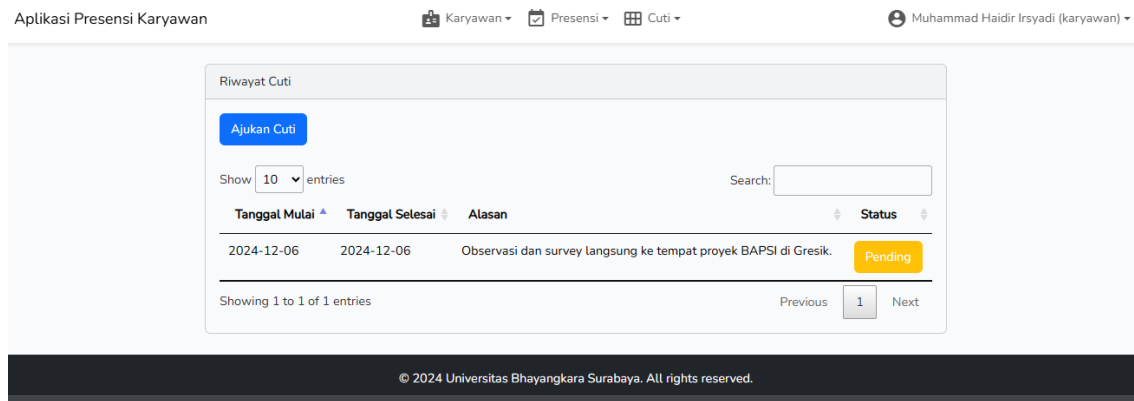 Aplikasi Presensi Karyawan Karyawan Presensi Cuti Muhammad Haidir Irsyadi (karyawan)
Riwayat Cuti
Ajukan Cuti
Show 10 entries Search:
Tanggal Mulai Tanggal Selesai Alasan Status
2024-12-06 2024-12-06 Observasi dan survey langsung ke tempat proyek BAPSI di Gresik. Pending
Showing 1 to 1 of 1 entries Previous 1 Next
© 2024 Universitas Bhayangkara Surabaya. All rights reserved.